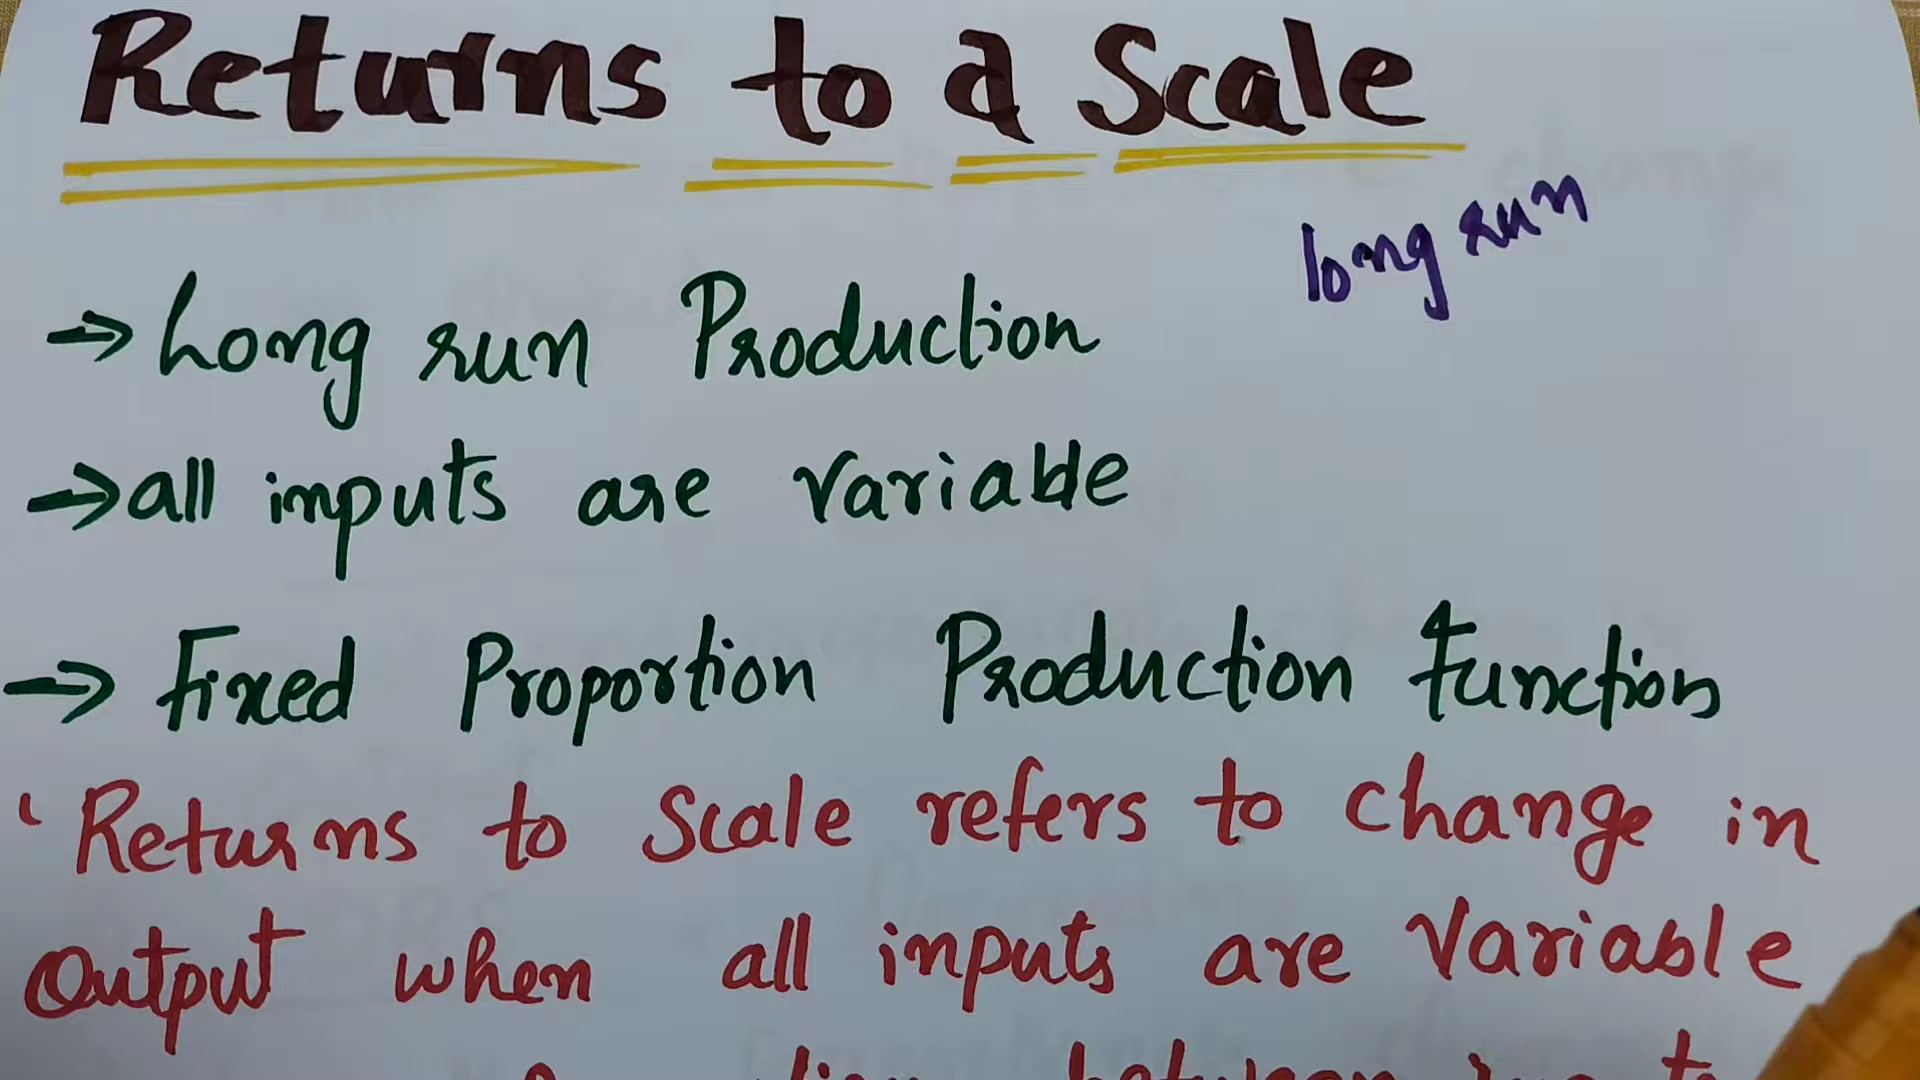 Returns to a Scale
long run
→ Long run Production
→ all inputs are Variable
→ Fixed Proportion Production Function
‘Returns to Scale refers to change in
Output when all inputs are Variable
between